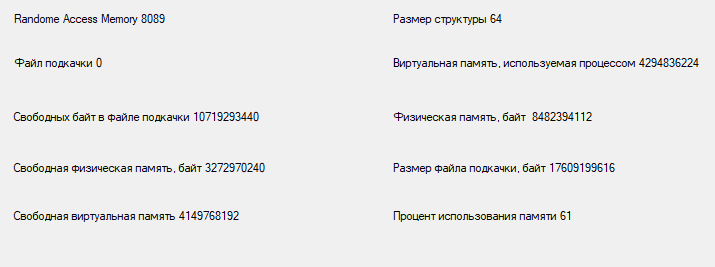 Randome Access Memory 8089
Размер структуры 64
Файл подкачки 0
Виртуальная память, используемая процессом 4294836224
Свободных байт в файле подкачки 10719293440
Физическая память, байт 8482394112
Свободная физическая память, байт 3272970240
Размер файла подкачки, байт 17609199616
Свободная виртуальная память 4149768192
Процент использования памяти 61